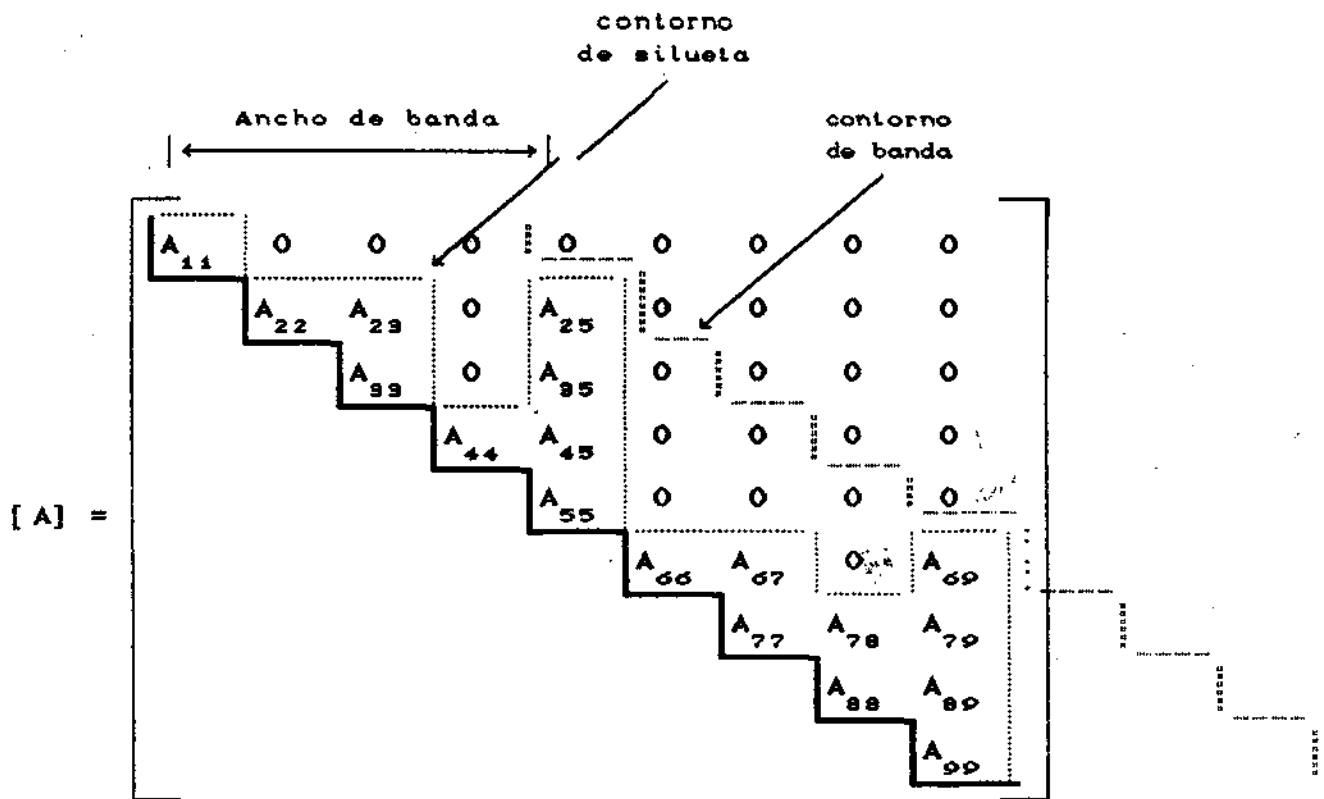 contorno
de silueta
Ancho de banda
contorno
de banda
A11 0 0 0 0 0 0 0 0
A22 A23 0 A25 0 0 0 0
A33 0 A35 0 0 0 0
A44 A45 0 0 0 0
[ A] =
A55 0 0 0 0
A66 A67 0 A69
A77 A78 A79
A88 A89
A99